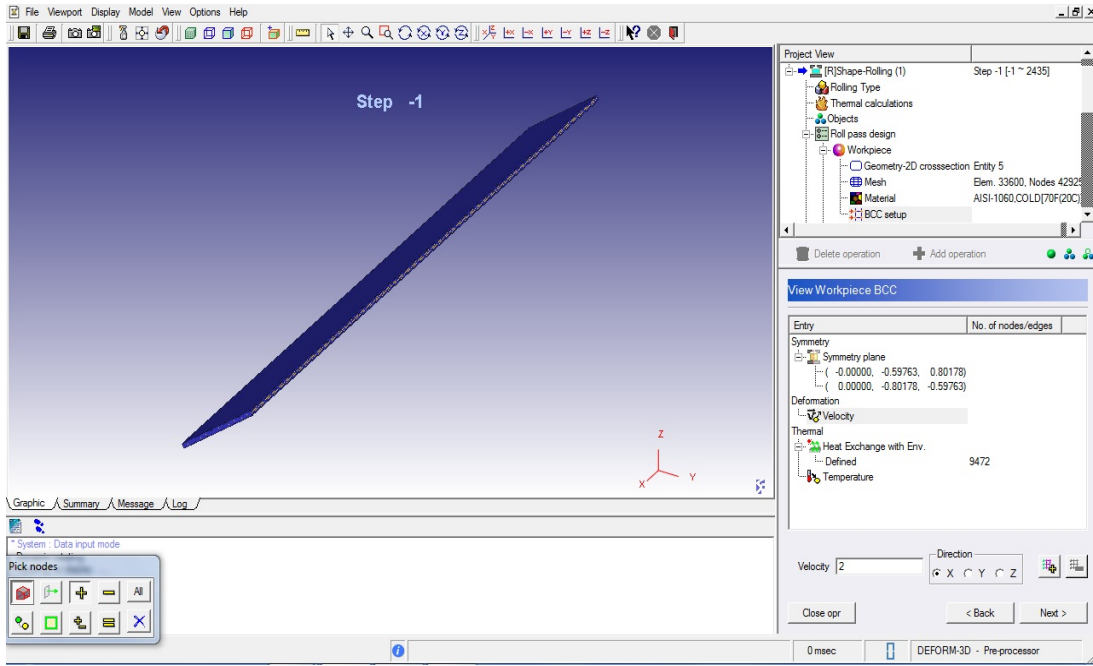 File Viewport Display Model View Options Help
Step -1
Z
X
Y
Graphic Summary Message Log
* System : Data input mode
Pick nodes
All
Project View
[R]Shape-Rolling (1) Step -1 [-1 ~ 2435]
Rolling Type
Thermal calculations
Objects
Roll pass design
Workpiece
Geometry-2D crosssection Entity 5
Mesh Elem. 33600, Nodes 42925
Material AISI-1060,COLD[70F(20C)
BCC setup
Delete operation Add operation
View Workpiece BCC
Entry No. of nodes/edges
Symmetry
Symmetry plane
( -0.00000, -0.59763, 0.80178)
( 0.00000, -0.80178, -0.59763)
Deformation
Velocity
Thermal
Heat Exchange with Env.
Defined 9472
Temperature
Velocity 2 Direction
X Y Z
Close opr < Back Next >
0 msec DEFORM-3D - Pre-processor